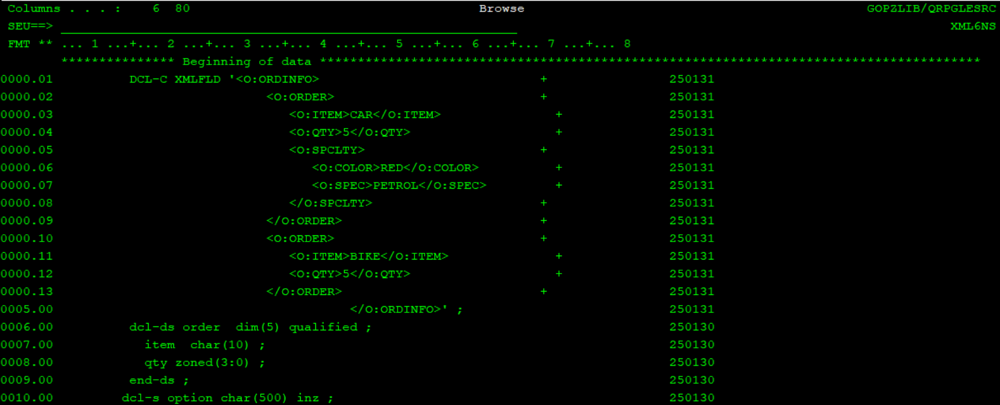 Columns . . . :    6  80                                      Browse                                             GOPZLIB/QRPGLESRC
SEU==>                                                                                                           XML6NS
FMT ** ... 1 ...+... 2 ...+... 3 ...+... 4 ...+... 5 ...+... 6 ...+... 7 ...+... 8
*************** Beginning of data ***************************************************************************************
0000.01          DCL-C XMLFLD '<O:ORDINFO>                             +                250131
0000.02                            <O:ORDER>                           +                250131
0000.03                               <O:ITEM>CAR</O:ITEM>               +              250131
0000.04                               <O:QTY>5</O:QTY>                   +              250131
0000.05                               <O:SPCLTY>                       +                250131
0000.06                                  <O:COLOR>RED</O:COLOR>          +              250131
0000.07                                  <O:SPEC>PETROL</O:SPEC>         +              250131
0000.08                               </O:SPCLTY>                      +                250131
0000.09                            </O:ORDER>                          +                250131
0000.10                            <O:ORDER>                           +                250131
0000.11                               <O:ITEM>BIKE</O:ITEM>              +              250131
0000.12                               <O:QTY>5</O:QTY>                   +              250131
0000.13                            </O:ORDER>                          +                250131
0005.00                                       </O:ORDINFO>' ;                           250131
0006.00          dcl-ds order  dim(5) qualified ;                                       250130
0007.00            item  char(10) ;                                                     250130
0008.00            qty zoned(3:0) ;                                                     250130
0009.00          end-ds ;                                                               250130
0010.00         dcl-s option char(500) inz ;                                            250130